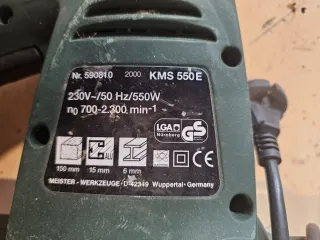 Nr. 590810 2000 KMS 550 E
230V~/50 Hz/550W
n0 700-2.300 min-1
LGA
Nürnberg
GS
100 mm 15 mm 6 mm
MEISTER - WERKZEUGE · D-42349 Wuppertal · Germany